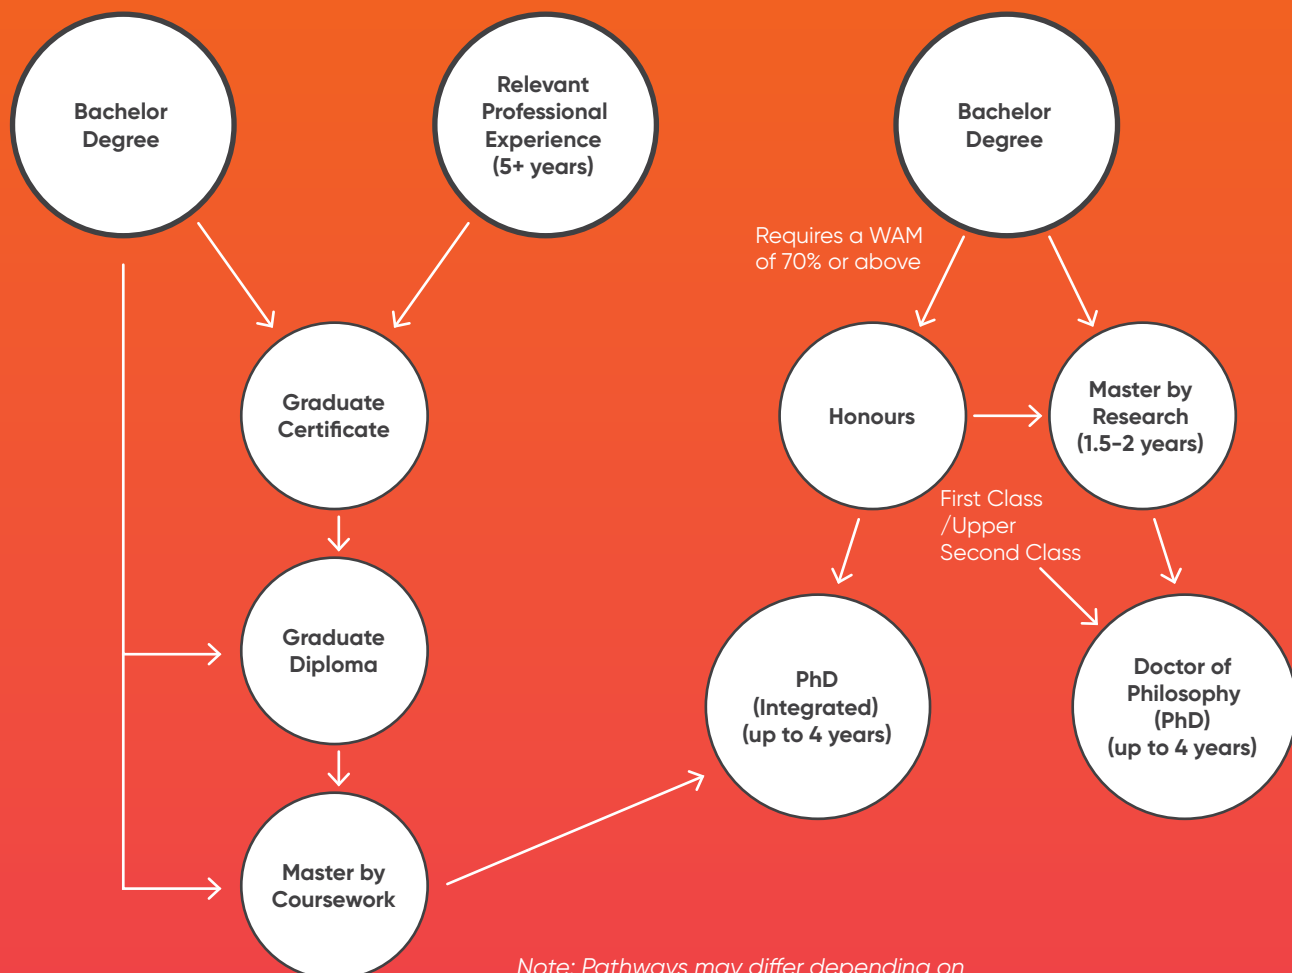 Bachelor
Degree
Relevant
Professional
Experience
(5+ years)
Bachelor
Degree
Requires a WAM
of 70% or above
Graduate
Certificate
Honours
Master by
Research
(1.5-2 years)
First Class
/Upper
Second Class
Graduate
Diploma
PhD
(Integrated)
(up to 4 years)
Doctor of
Philosophy
(PhD)
(up to 4 years)
Master by
Coursework
Note: Pathways may differ depending on